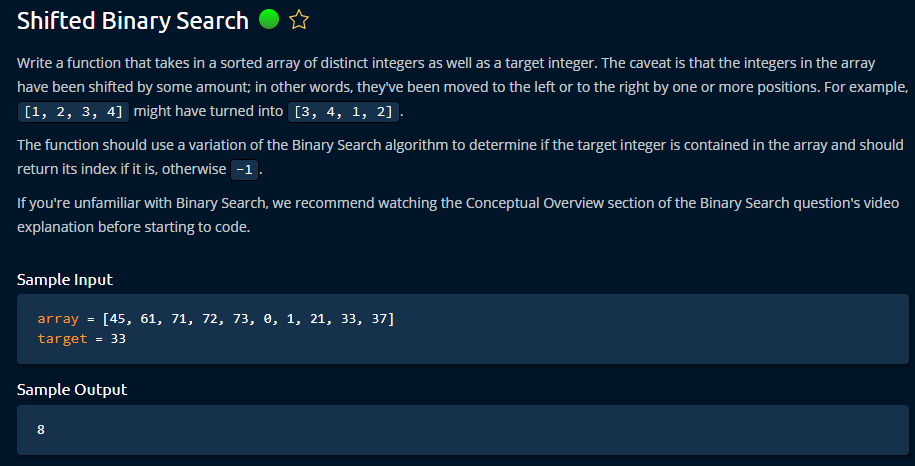 Shifted Binary Search
Write a function that takes in a sorted array of distinct integers as well as a target integer. The caveat is that the integers in the array
have been shifted by some amount; in other words, they've been moved to the left or to the right by one or more positions. For example,
[1, 2, 3, 4] might have turned into [3, 4, 1, 2].
The function should use a variation of the Binary Search algorithm to determine if the target integer is contained in the array and should
return its index if it is, otherwise -1.
If you're unfamiliar with Binary Search, we recommend watching the Conceptual Overview section of the Binary Search question's video
explanation before starting to code.
Sample Input
array = [45, 61, 71, 72, 73, 0, 1, 21, 33, 37]
target = 33
Sample Output
8